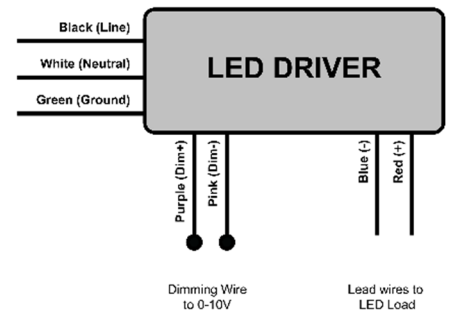 Black (Line)
White (Neutral)
Green (Ground)
LED DRIVER
Purple (Dim+)
Pink (Dim-)
Blue (-)
Red (+)
Dimming Wire
to 0-10V
Lead wires to
LED Load